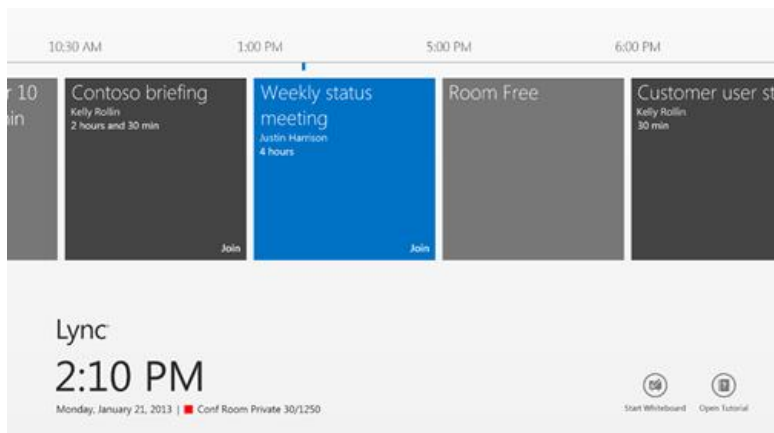 10:30 AM 1:00 PM 5:00 PM 6:00 PM
r 10
in
Contoso briefing
Kelly Rollin
2 hours and 30 min
Join
Weekly status
meeting
Justin Harrison
4 hours
Join
Room Free
Customer user st
Kelly Rollin
30 min
Lync
2:10 PM
Monday, January 21, 2013 | Conf Room Private 30/1250
Start Whiteboard
Open Tutorial